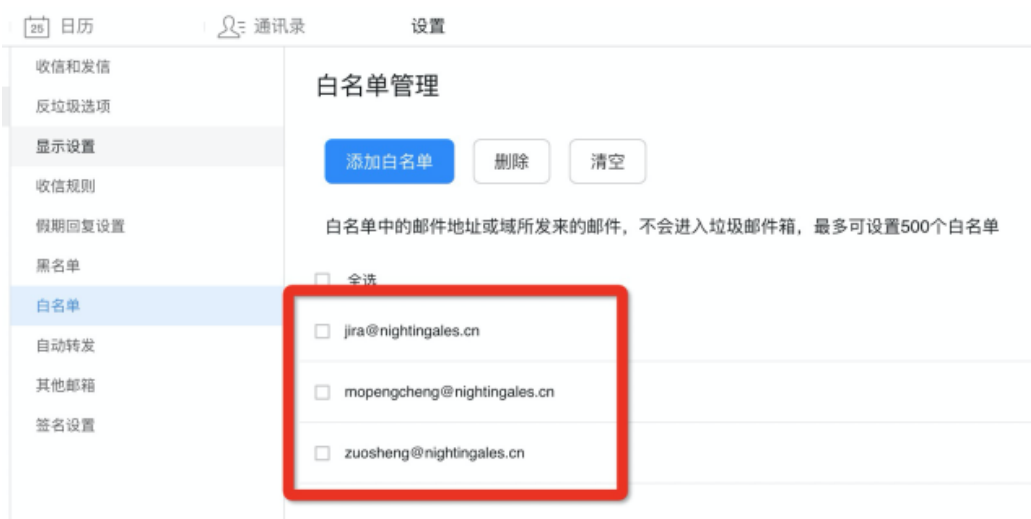 25 日历 通讯录 设置
收信和发信
反垃圾选项
显示设置
收信规则
假期回复设置
黑名单
白名单
自动转发
其他邮箱
签名设置
白名单管理
添加白名单 删除 清空
白名单中的邮件地址或域所发来的邮件，不会进入垃圾邮件箱，最多可设置500个白名单
全选
jira@nightingales.cn
mopengcheng@nightingales.cn
zuosheng@nightingales.cn